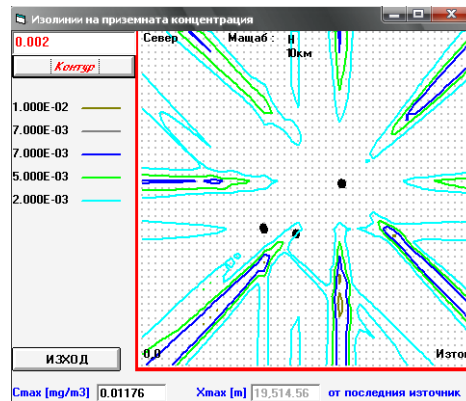 Изолинии на приземната концентрация
0.002
Север Мащаб : Н
10км
Контур
1.000E-02
7.000E-03
7.000E-03
5.000E-03
2.000E-03
ИЗХОД
0,0 Изток
Cmax [mg/m3] 0.01176 Xmax [m] 19,514.56 от последния източник